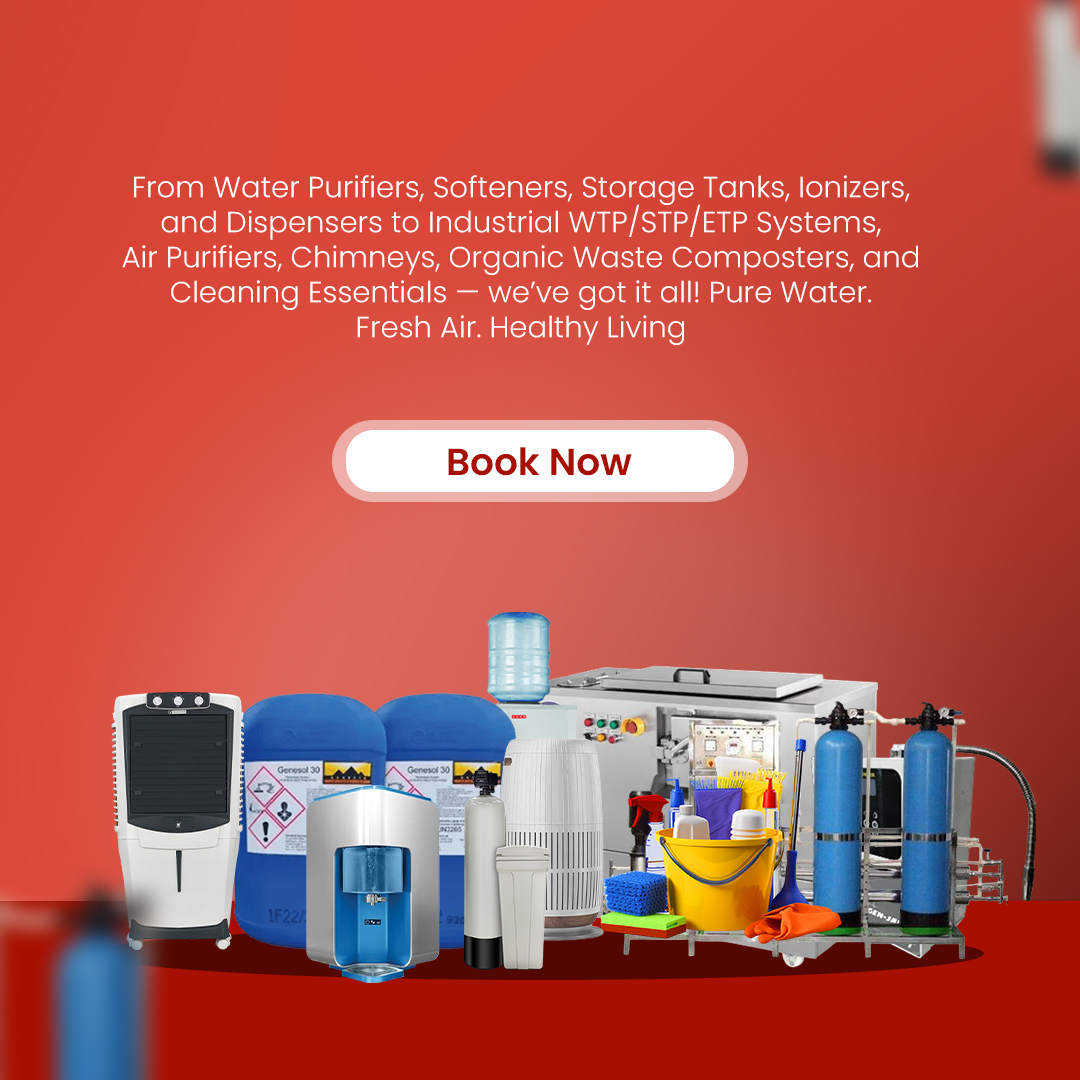 From Water Purifiers, Softeners, Storage Tanks, Ionizers,
and Dispensers to Industrial WTP/STP/ETP Systems,
Air Purifiers, Chimneys, Organic Waste Composters, and
Cleaning Essentials — we’ve got it all! Pure Water.
Fresh Air. Healthy Living
Book Now
Genesol 30
Genesol 30